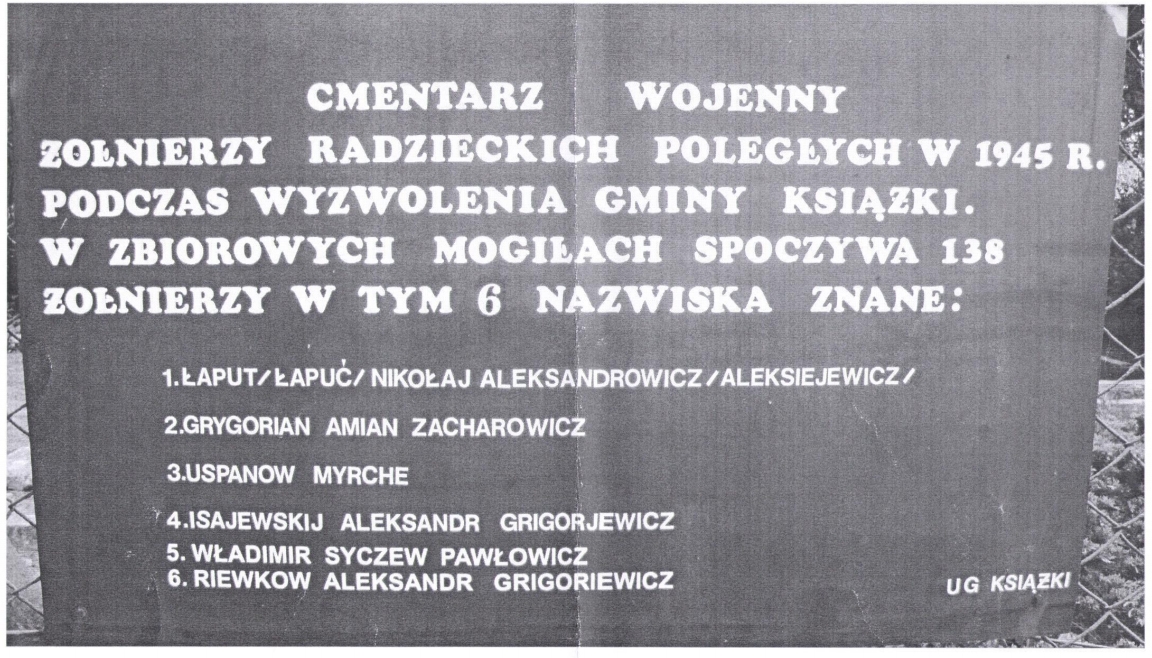 CMENTARZ WOJENNY
ŻOŁNIERZY RADZIECKICH POLEGŁYCH W 1945 R.
PODCZAS WYZWOLENIA GMINY KSIĄŻKI.
W ZBIOROWYCH MOGIŁACH SPOCZYWA 138
ŻOŁNIERZY W TYM 6 NAZWISKA ZNANE:
1.ŁAPUT/ŁAPUĆ/NIKOŁAJ ALEKSANDROWICZ/ALEKSIEJEWICZ/
2.GRYGORIAN AMIAN ZACHAROWICZ
3.USPANOW MYRCHE
4.ISAJEWSKIJ ALEKSANDR GRIGORJEWICZ
5. WŁADIMIR SYCZEW PAWŁOWICZ
6. RIEWKOW ALEKSANDR GRIGORIEWICZ
UG KSIĄŻKI